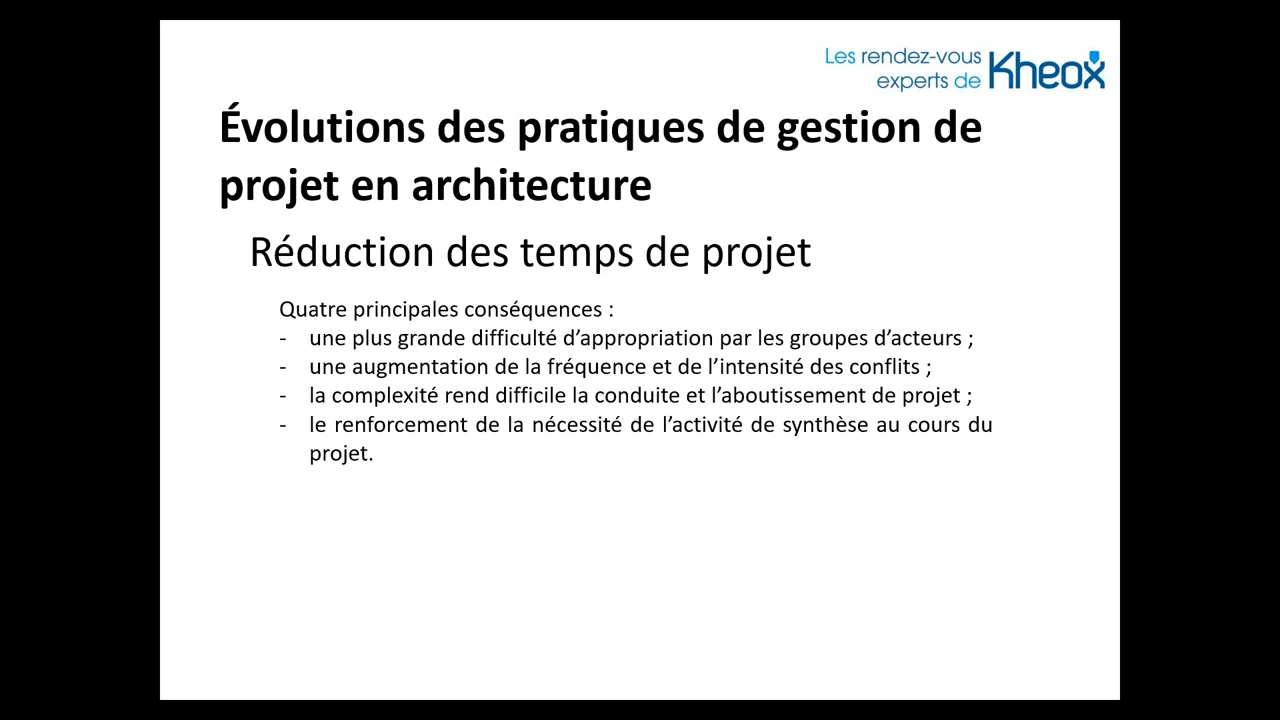 Les rendez-vous
experts de Kheox
Évolutions des pratiques de gestion de
projet en architecture
Réduction des temps de projet
Quatre principales conséquences :
- une plus grande difficulté d’appropriation par les groupes d’acteurs ;
- une augmentation de la fréquence et de l’intensité des conflits ;
- la complexité rend difficile la conduite et l’aboutissement de projet ;
- le renforcement de la nécessité de l’activité de synthèse au cours du
projet.